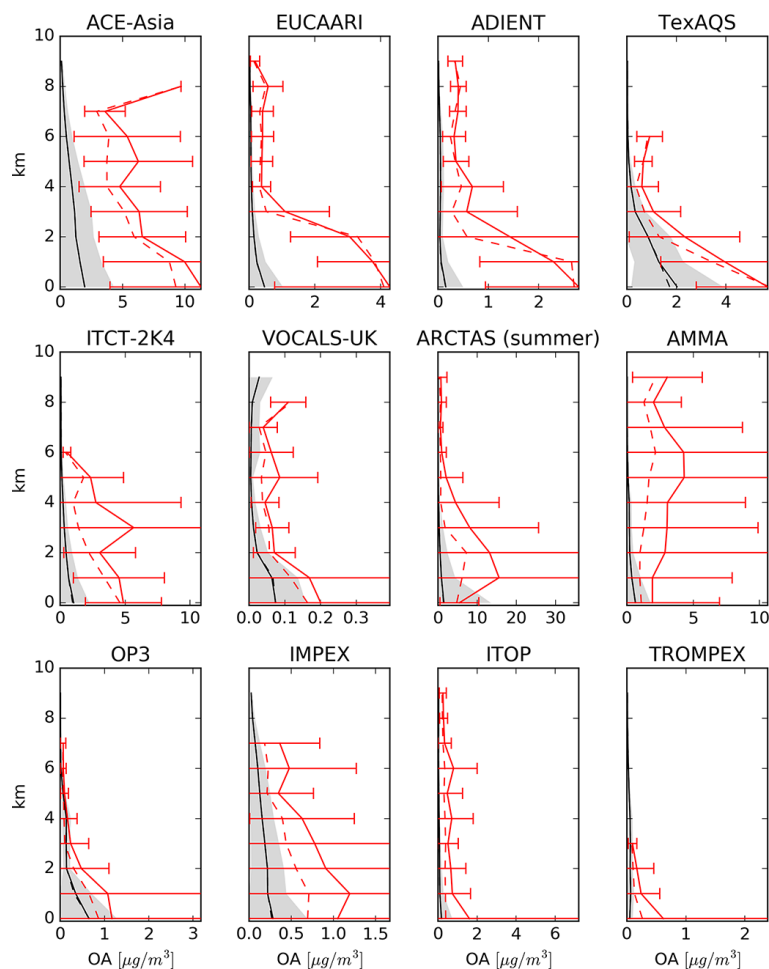 ACE-Asia EUCAARI ADIENT TexAQS
10
8
6
km
4
2
0
0 5 10 0 1 2 3 4 0 1 2 0 2 4
ITCT-2K4 VOCALS-UK ARCTAS (summer) AMMA
10
8
6
km
4
2
0
0 5 10 0.0 0.1 0.2 0.3 0 10 20 30 0 5 10
OP3 IMPEX ITOP TROMPEX
10
8
6
km
4
2
0
0 1 2 3 0.0 0.5 1.0 1.5 0 2 4 6 0 1 2
OA [μg/m³] OA [μg/m³] OA [μg/m³] OA [μg/m³]